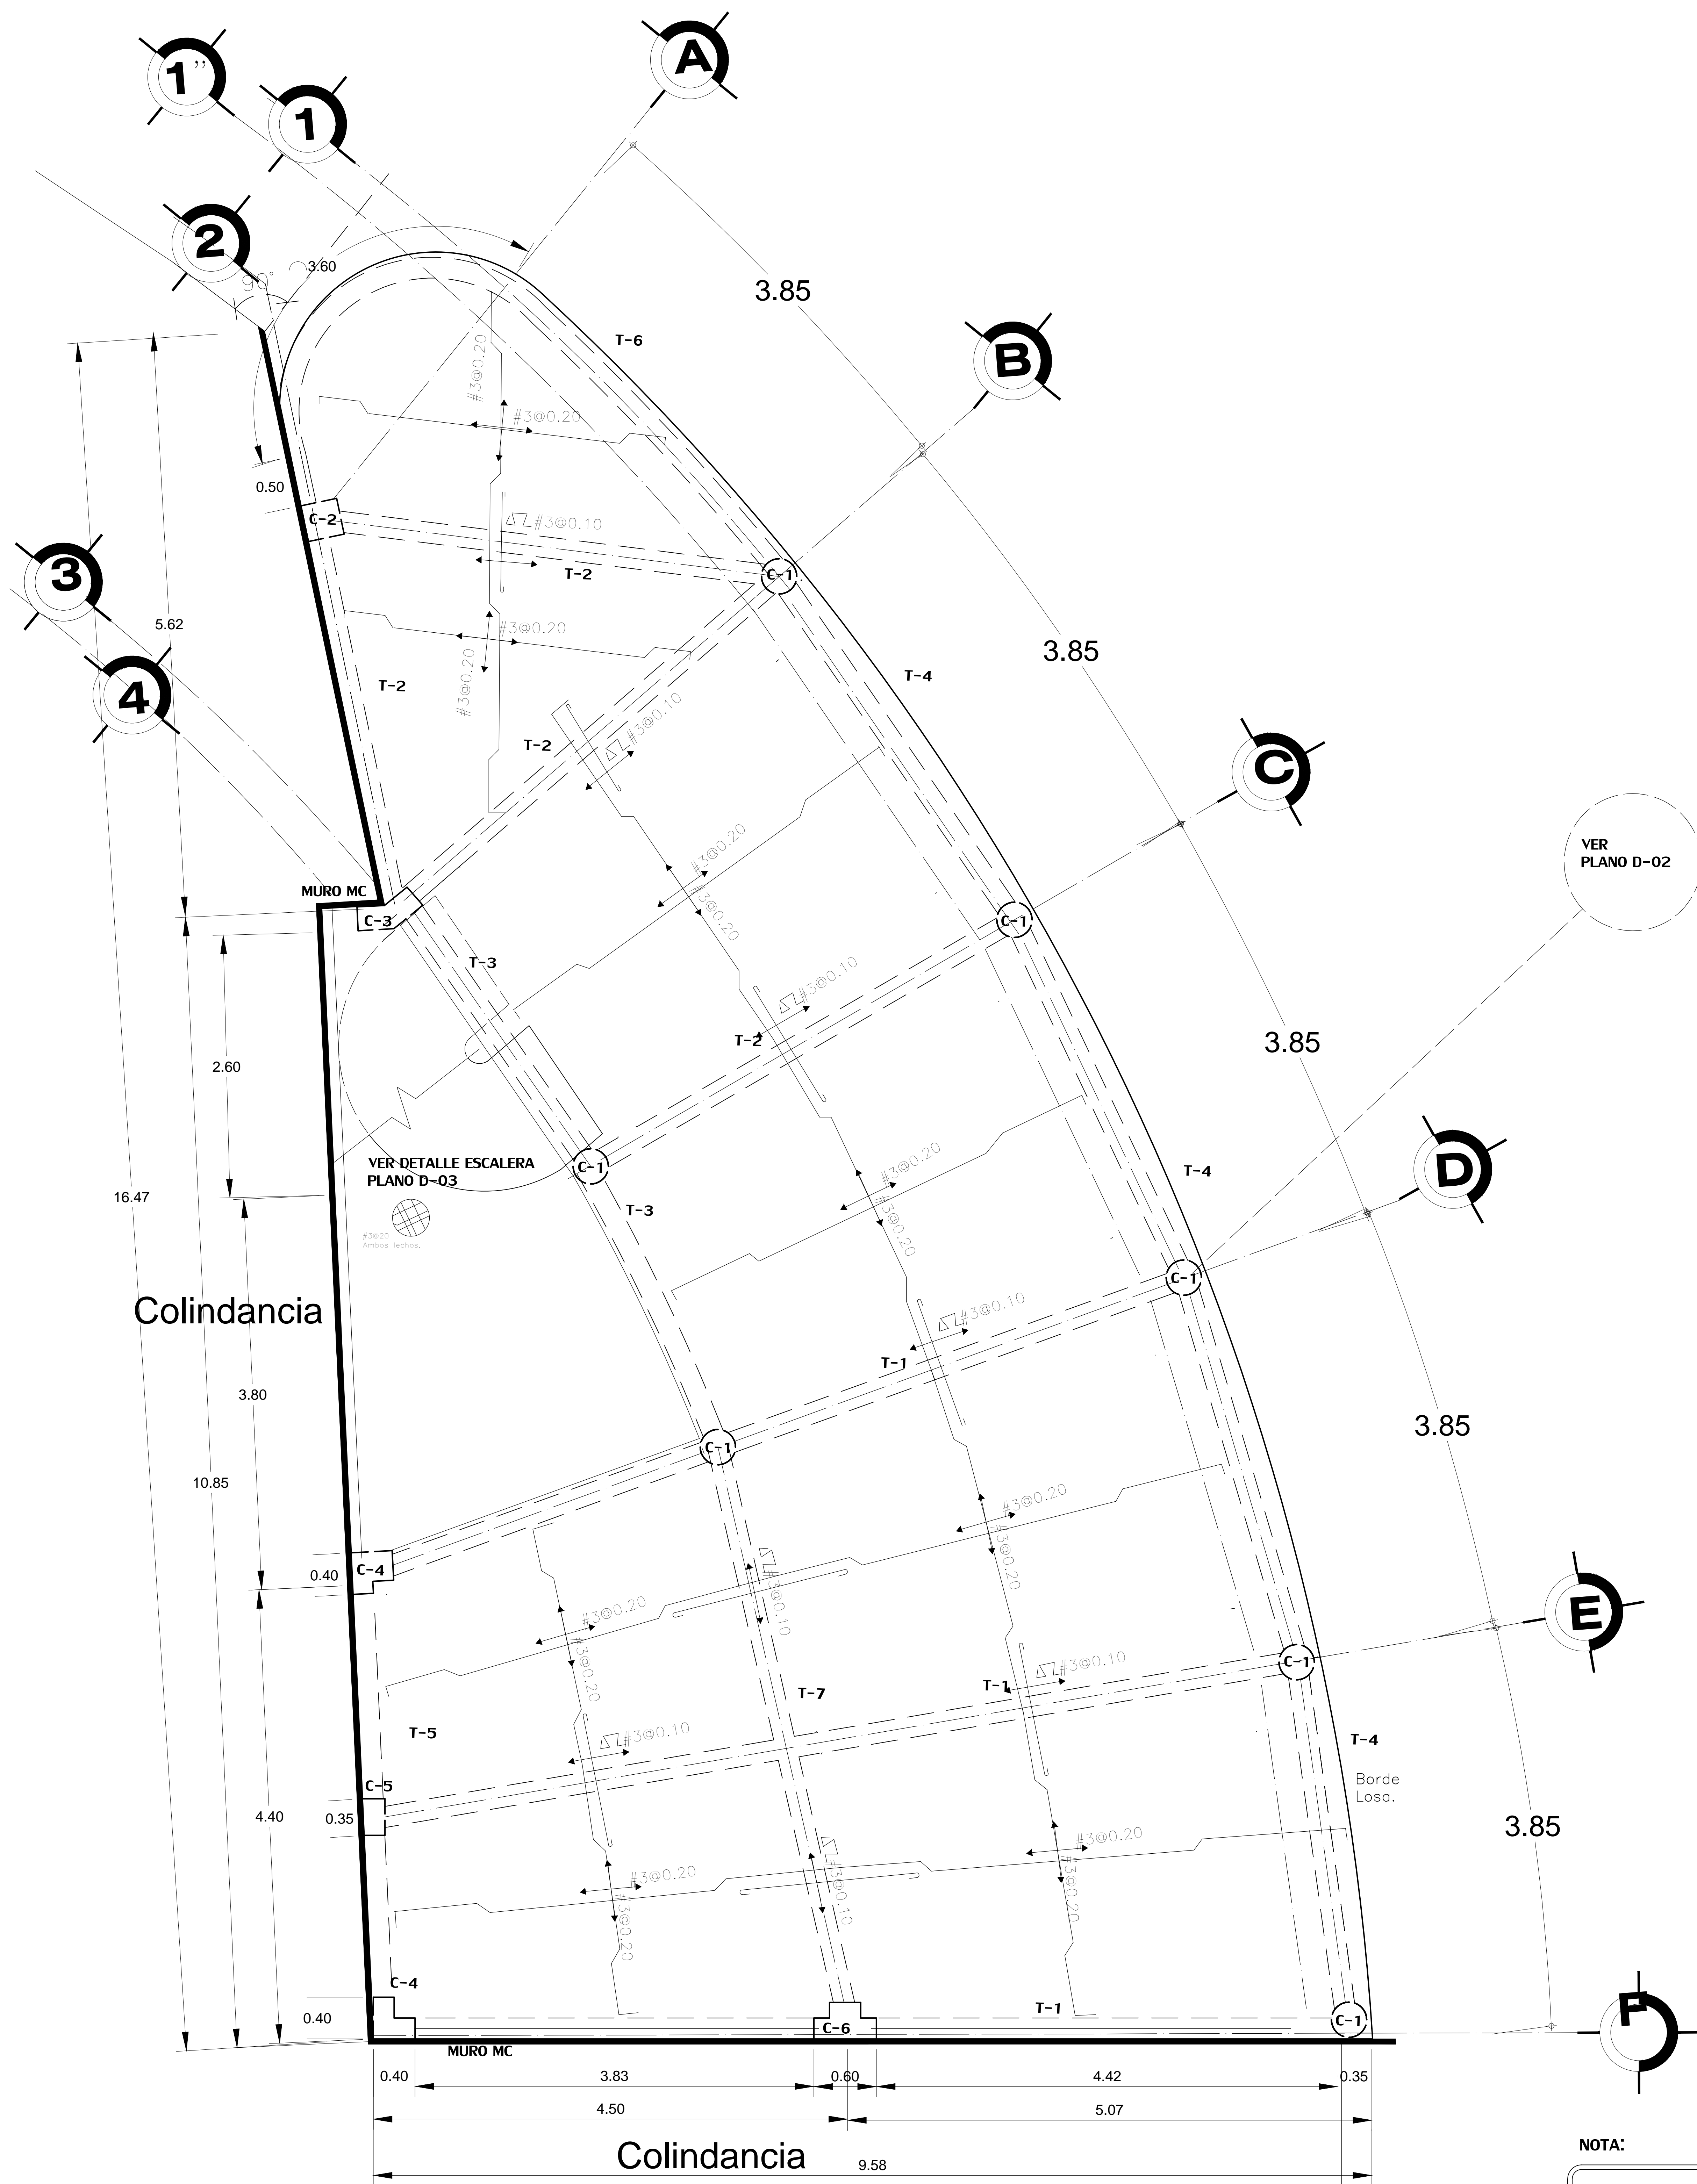 1”
1
A
2
90°
3.60
3.85
T-6
B
#3@0.20
#3@0.20
0.50
C-2
#3@0.10
T-2
C-1
3
5.62
#3@0.20
#3@0.20
3.85
T-4
4
T-2
#3@0.10
T-2
C
#3@0.20
#3@0.20
VER
PLANO D-02
MURO MC
C-3
C-1
T-3
#3@0.10
T-2
3.85
2.60
VER DETALLE ESCALERA
PLANO D-03
C-1
#3@0.20
#3@0.20
T-4
D
16.47
T-3
#3@20
Ambos lechos.
C-1
Colindancia
#3@0.10
T-1
3.80
3.85
C-1
10.85
#3@0.20
#3@0.20
C-4
0.40
#3@0.10
#3@0.20
#3@0.20
E
C-1
#3@0.10
T-1
T-7
T-5
#3@0.10
T-4
C-5
Borde
Losa.
0.35
4.40
3.85
#3@0.20
#3@0.20
#3@0.20
#3@0.20
#3@0.10
C-4
0.40
T-1
C-6
C-1
F
MURO MC
0.40
3.83
0.60
4.42
0.35
4.50
5.07
Colindancia
9.58
NOTA: